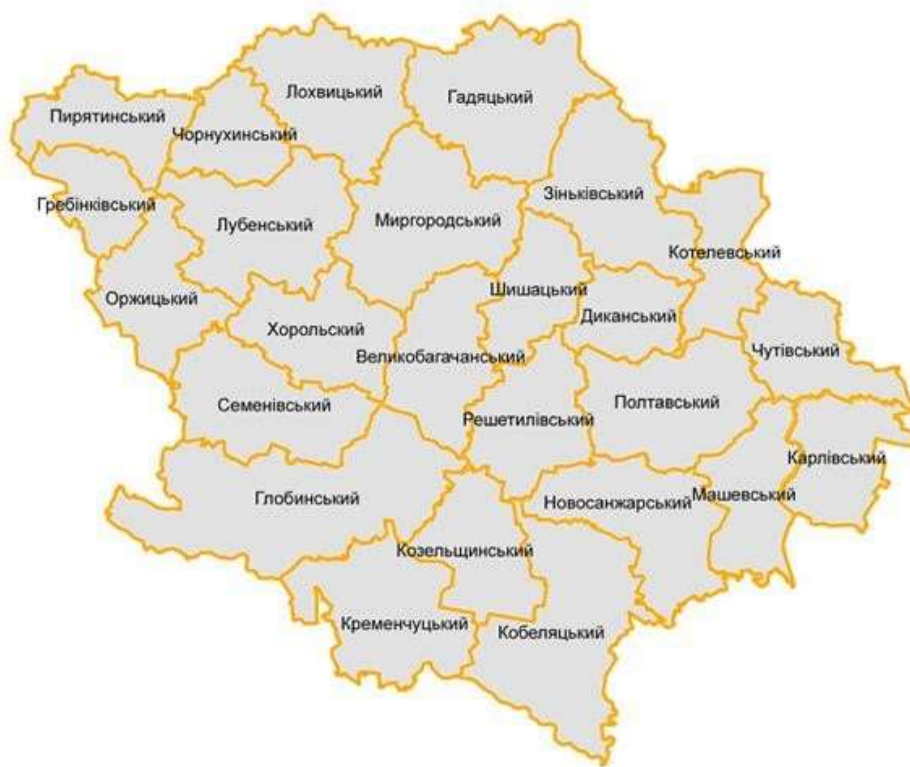 Лохвицький
Гадяцький
Пирятинський
Чорнухинський
Зіньківський
Гребінківський
Миргородський
Лубенський
Котелевський
Шишацький
Оржицький
Диканський
Хорольский
Чутівський
Великобагачанський
Полтавський
Семенівський
Решетилівський
Карлівський
Машевський
Глобинський
Новосанжарський
Козельщинський
Кременчуцький
Кобеляцький